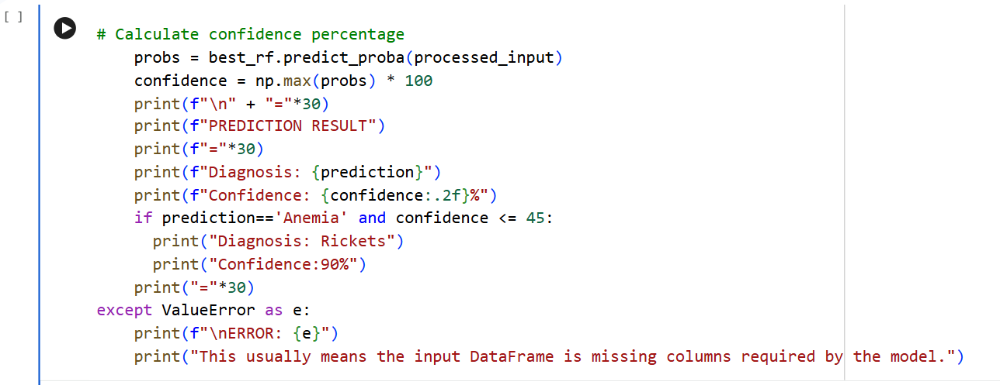 [ ]
# Calculate confidence percentage
    probs = best_rf.predict_proba(processed_input)
    confidence = np.max(probs) * 100
    print(f"\n" + "="*30)
    print(f"PREDICTION RESULT")
    print(f"="*30)
    print(f"Diagnosis: {prediction}")
    print(f"Confidence: {confidence:.2f}%")
    if prediction=='Anemia' and confidence <= 45:
      print("Diagnosis: Rickets")
      print("Confidence:90%")
    print("="*30)
except ValueError as e:
    print(f"\nERROR: {e}")
    print("This usually means the input DataFrame is missing columns required by the model.")